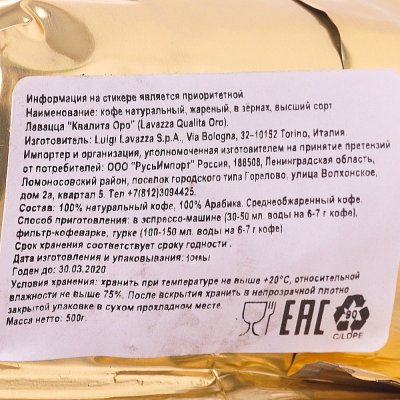 Информация на стикере является приоритетной.
Наименование: кофе натуральный, жареный, в зёрнах, высший сорт
Лавацца "Квалита Оро" (Lavazza Qualita Oro).
Изготовитель: Luigi Lavazza S.p.A., Via Bologna, 32-10152 Torino, Италия.
Импортер и организация, уполномоченная изготовителем на принятие претензий
от потребителей: ООО "РусьИмпорт" Россия, 188508, Ленинградская область,
Ломоносовский район, поселок городского типа Горелово, улица Волхонское,
дом 2а, квартал 5. Тел +7(812)3094425.
Состав: 100% натуральный кофе, 100% Арабика. Среднеобжаренный кофе.
Способ приготовления: в эспрессо-машине (30-50 мл. воды на 6-7 г кофе),
фильтр-кофеварке, турке (100-150 мл. воды на 6-7 г кофе)
Срок хранения соответствует сроку годности .
Дата изготовления и упаковывания:
Годен до: 30.03.2020
Условия хранения: хранить при температуре не выше +20°C, относительной
влажности не выше 75%. После вскрытия хранить в непрозрачной плотно
закрытой упаковке в сухом прохладном месте.
Масса нетто: 500г.
EAC
90
C/LDPE